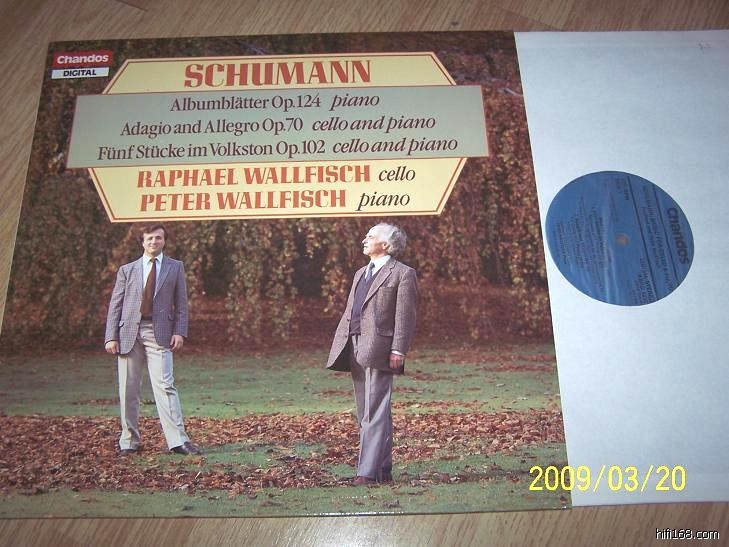 Chandos
DIGITAL
SCHUMANN
Albumblätter Op.124 piano
Adagio and Allegro Op.70 cello and piano
Fünf Stücke im Volkston Op.102 cello and piano
RAPHAEL WALLFISCH cello
PETER WALLFISCH piano
Chandos
2009/03/20
hifi168.com